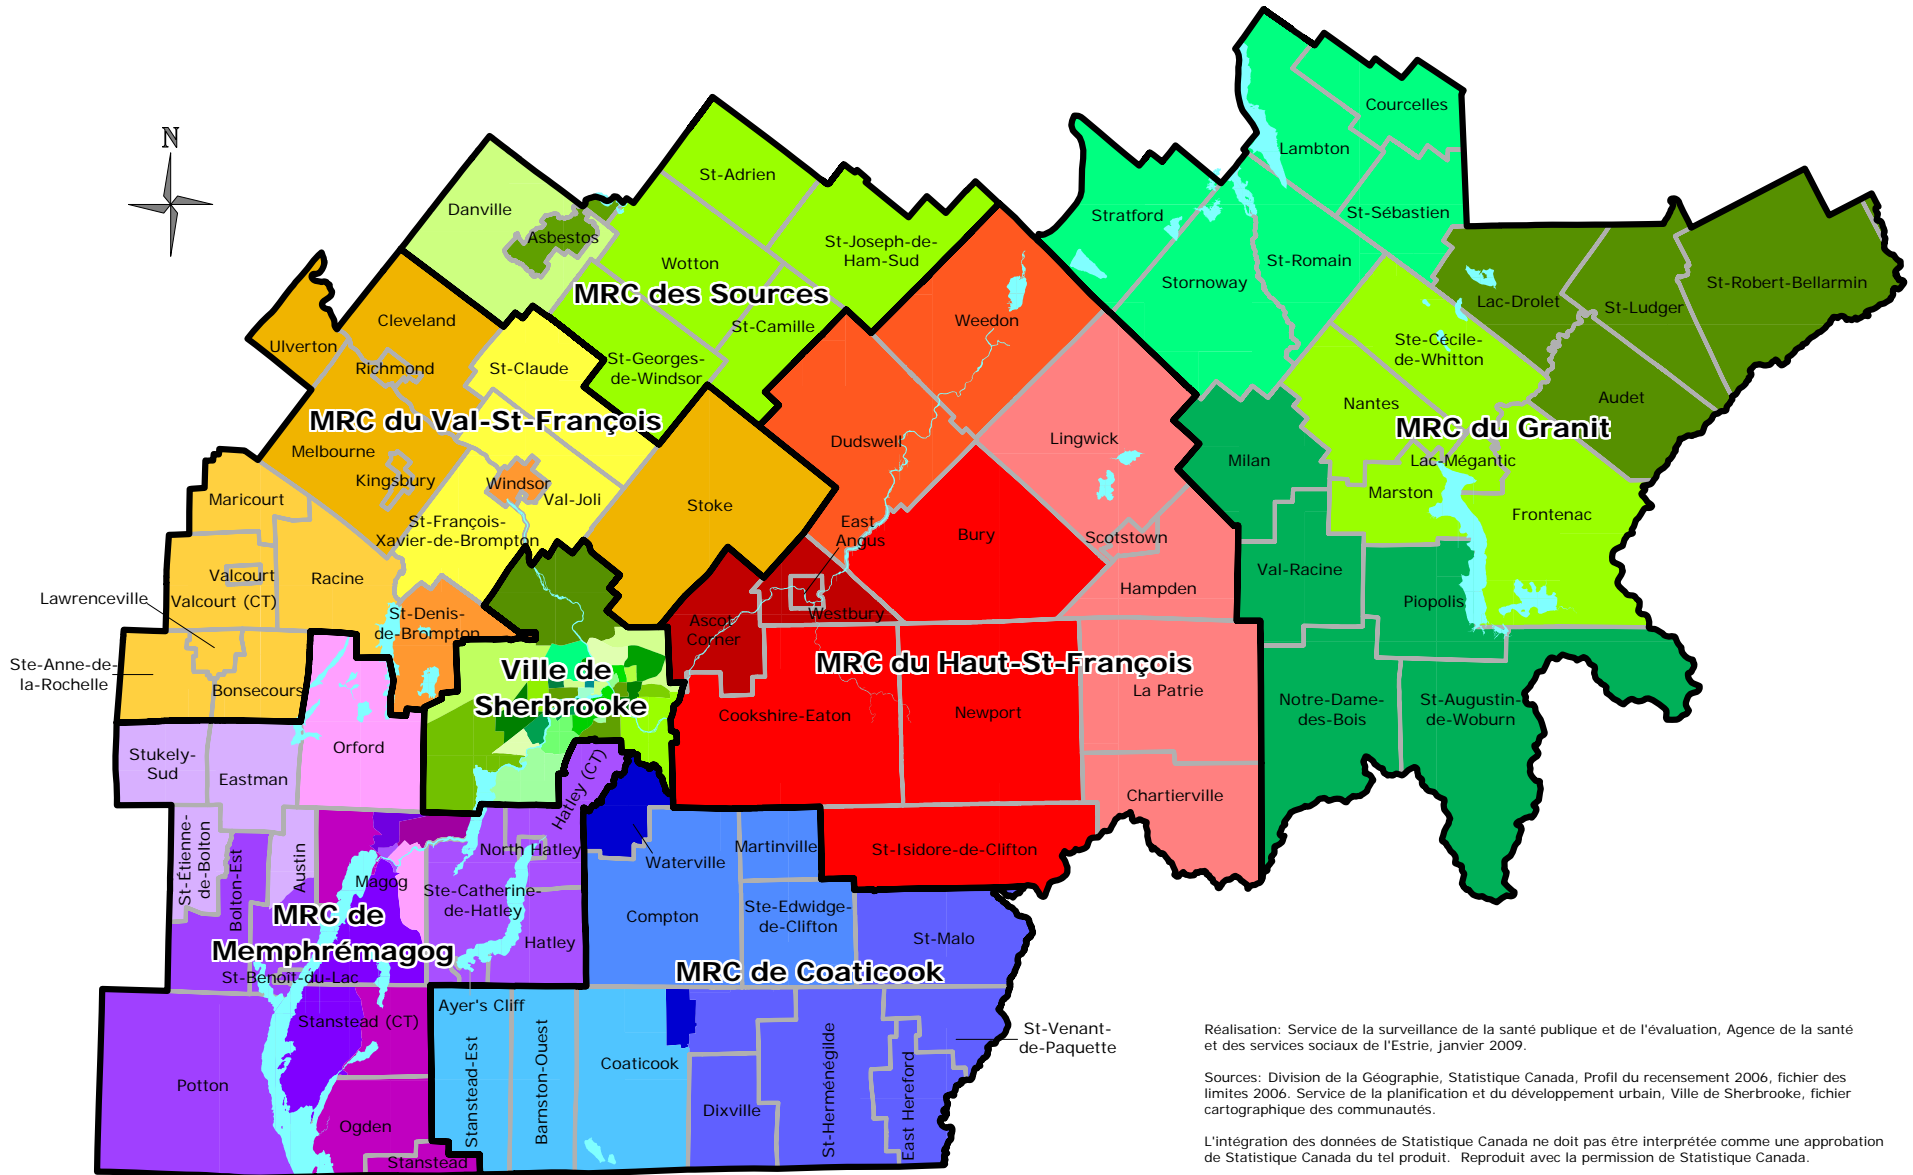 N
Courcelles
Lambton
St-Adrien
Danville
Asbestos
St-Sébastien
Stratford
St-Joseph-de-
Ham-Sud
Wotton
St-Romain
Stornoway
Lac-Drolet
St-Ludger
St-Robert-Bellarmin
MRC des Sources
Cleveland
Ulverton
St-Camille
Weedon
Ste-Cécile-
de-Whitton
Richmond
St-Claude
St-Georges-
de-Windsor
Audet
Nantes
MRC du Val-St-François
MRC du Granit
Melbourne
Dudswell
Lingwick
Milan
Lac-Mégantic
Kingsbury
Windsor
Val-Joli
Maricourt
Stoke
Marston
Frontenac
St-François-
Xavier-de-Brompton
East
Angus
Bury
Scotstown
Val-Racine
Valcourt
Racine
Hampden
Lawrenceville
Valcourt (CT)
Piopolis
St-Denis-
de-Brompton
Ascot
Corner
Westbury
Ste-Anne-de-
la-Rochelle
Bonsecours
Ville de
Sherbrooke
MRC du Haut-St-François
La Patrie
Cookshire-Eaton
Newport
Notre-Dame-
des-Bois
St-Augustin-
de-Woburn
Stukely-
Sud
Eastman
Orford
Hatley (CT)
Chartierville
St-Étienne-
de-Bolton
Bolton-Est
Austin
Magog
North Hatley
Waterville
Martinville
St-Isidore-de-Clifton
Ste-Catherine-
de-Hatley
Compton
Ste-Edwidge-
de-Clifton
St-Malo
MRC de
Memphrémagog
Hatley
St-Benoît-du-Lac
MRC de Coaticook
Ayer's Cliff
Stanstead (CT)
Stanstead-Est
Barnston-Ouest
Coaticook
St-Herménégilde
East Hereford
St-Venant-
de-Paquette
Potton
Dixville
Ogden
Stanstead
Réalisation: Service de la surveillance de la santé publique et de l'évaluation, Agence de la santé
et des services sociaux de l'Estrie, janvier 2009.
Sources: Division de la Géographie, Statistique Canada, Profil du recensement 2006, fichier des
limites 2006. Service de la planification et du développement urbain, Ville de Sherbrooke, fichier
cartographique des communautés.
L'intégration des données de Statistique Canada ne doit pas être interprétée comme une approbation
de Statistique Canada du tel produit. Reproduit avec la permission de Statistique Canada.